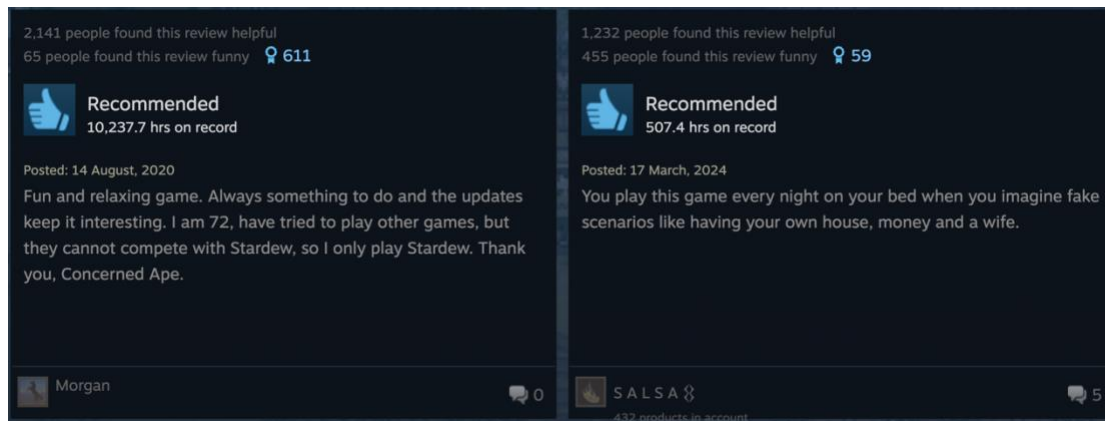 2,141 people found this review helpful
65 people found this review funny 611
Recommended
10,237.7 hrs on record
Posted: 14 August, 2020
Fun and relaxing game. Always something to do and the updates
keep it interesting. I am 72, have tried to play other games, but
they cannot compete with Stardew, so I only play Stardew. Thank
you, Concerned Ape.
Morgan
0
1,232 people found this review helpful
455 people found this review funny 59
Recommended
507.4 hrs on record
Posted: 17 March, 2024
You play this game every night on your bed when you imagine fake
scenarios like having your own house, money and a wife.
S A L S A
5
432 products in account